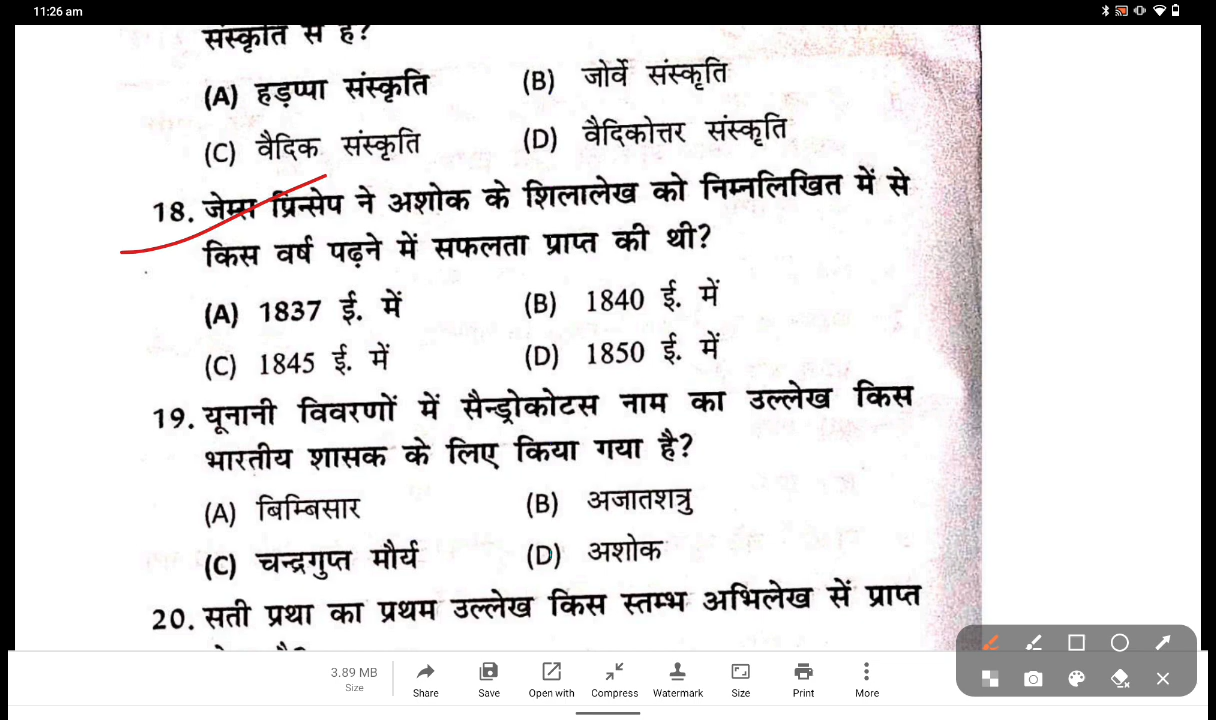 11:26 am
संस्कृति से है?
(A) हड़प्पा संस्कृति (B) जोर्वे संस्कृति
(C) वैदिक संस्कृति (D) वैदिकोत्तर संस्कृति
18. जेम्स प्रिन्सेप ने अशोक के शिलालेख को निम्नलिखित में से
किस वर्ष पढ़ने में सफलता प्राप्त की थी?
(A) 1837 ई. में (B) 1840 ई. में
(C) 1845 ई. में (D) 1850 ई. में
19. यूनानी विवरणों में सैन्ड्रोकोटस नाम का उल्लेख किस
भारतीय शासक के लिए किया गया है?
(A) बिम्बिसार (B) अजातशत्रु
(C) चन्द्रगुप्त मौर्य (D) अशोक
20. सती प्रथा का प्रथम उल्लेख किस स्तम्भ अभिलेख सें प्राप्त
3.89 MB
Size Share Save Open with Compress Watermark Size Print More